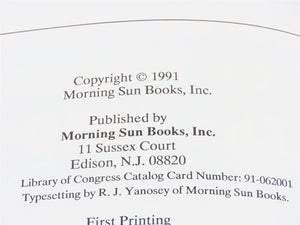 Copyright © 1991
Morning Sun Books, Inc.
Published by
Morning Sun Books, Inc.
11 Sussex Court
Edison, N.J. 08820
Library of Congress Catalog Card Number: 91-062001
Typesetting by R. J. Yanosey of Morning Sun Books.
First Printing